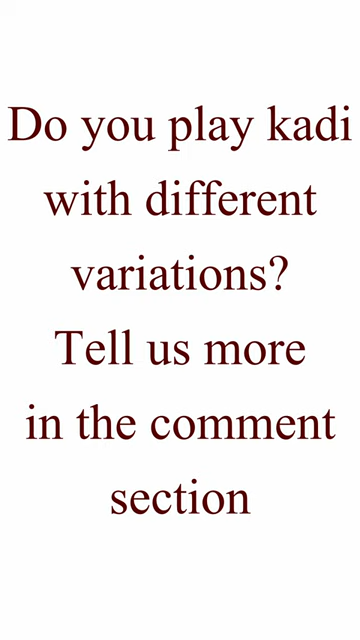 Do you play kadi
with different
variations?
Tell us more
in the comment
section